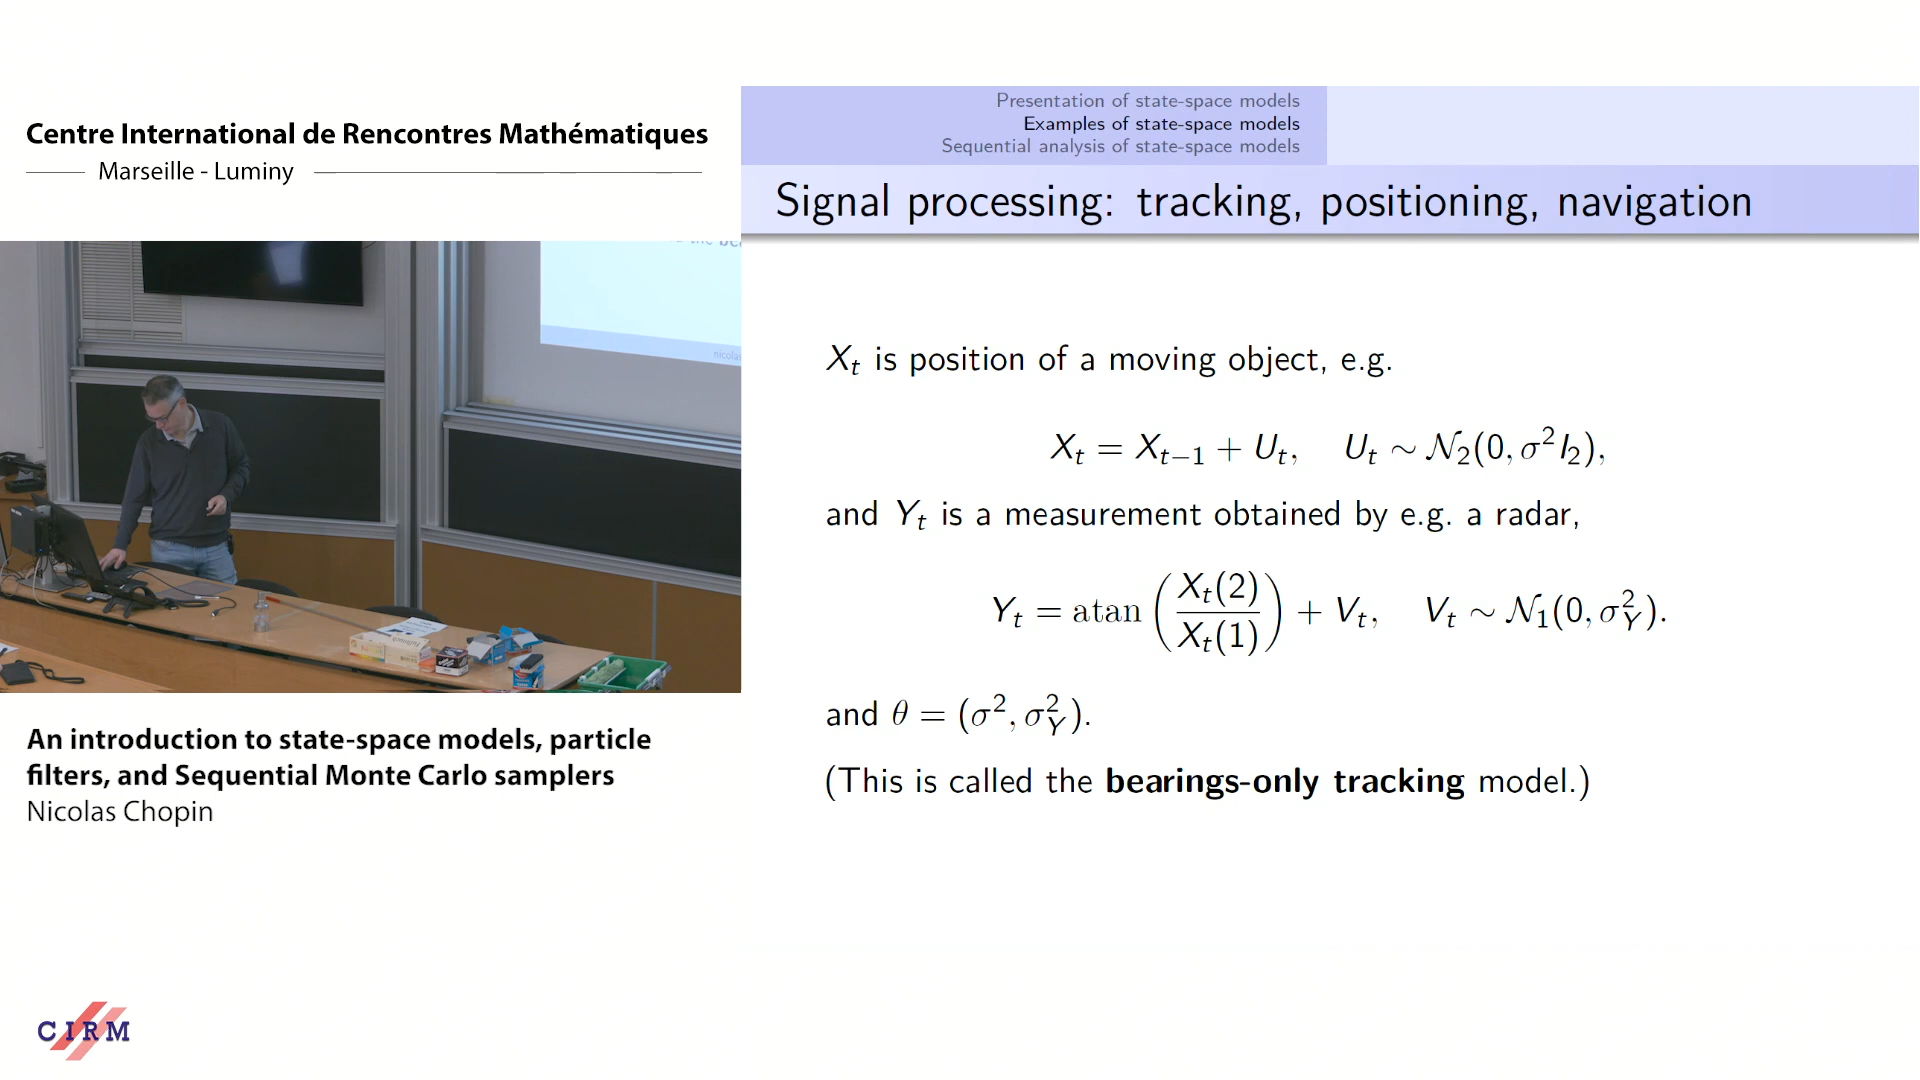 Centre International de Rencontres Mathématiques
Marseille - Luminy
Presentation of state-space models
Examples of state-space models
Sequential analysis of state-space models
Signal processing: tracking, positioning, navigation
X_t is position of a moving object, e.g.
X_t = X_{t−1} + U_t, U_t ∼ 𝒩_2(0, σ^2 I_2),
and Y_t is a measurement obtained by e.g. a radar,
Y_t = atan (X_t(2) / X_t(1)) + V_t, V_t ∼ 𝒩_1(0, σ_Y^2).
and θ = (σ^2, σ_Y^2).
(This is called the bearings-only tracking model.)
nicolas
An introduction to state-space models, particle
filters, and Sequential Monte Carlo samplers
Nicolas Chopin
CIRM